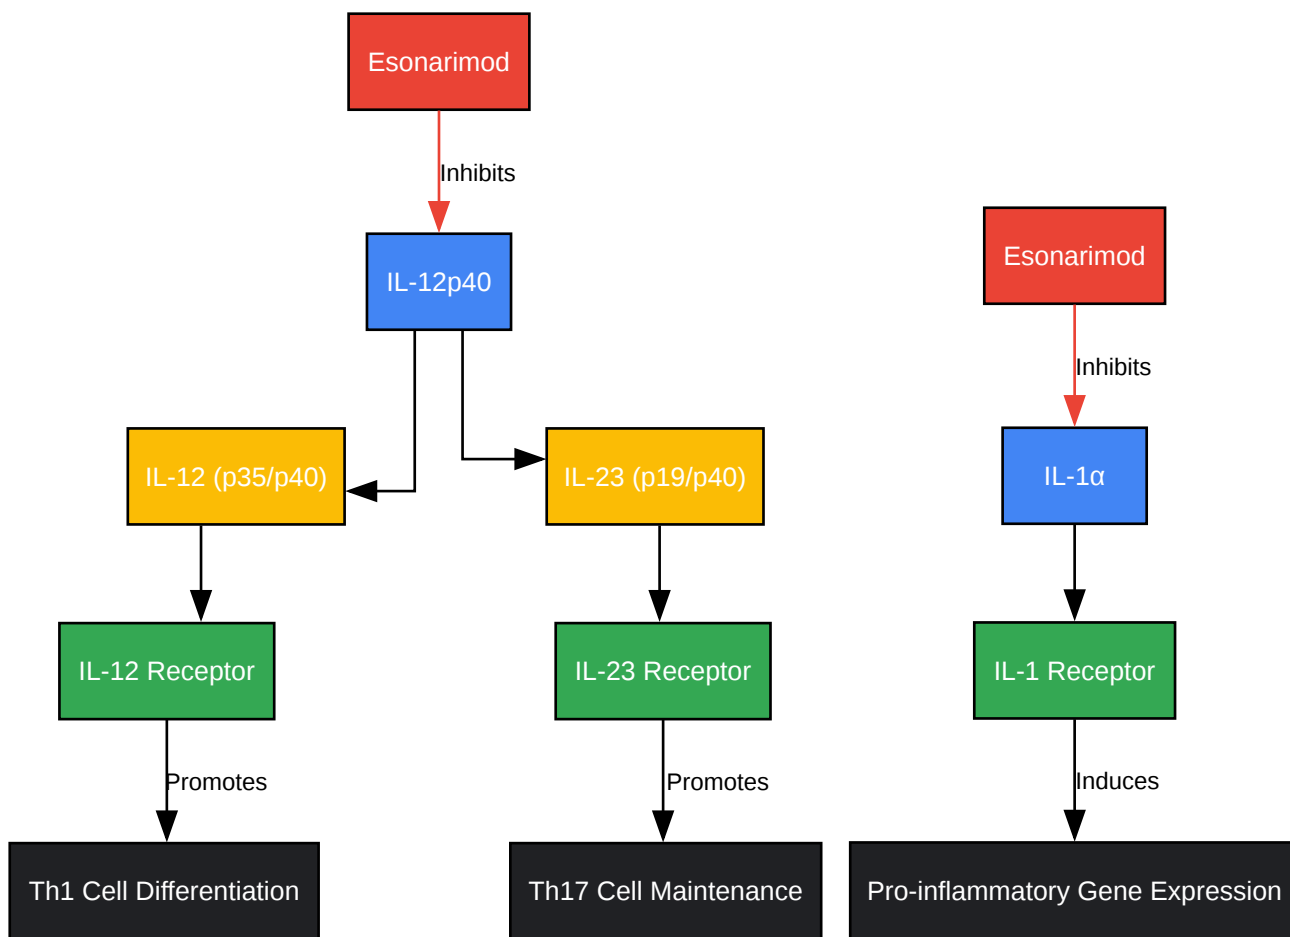 Esonarimod
Inhibits
IL-12p40
IL-12 (p35/p40)
IL-23 (p19/p40)
IL-12 Receptor
IL-23 Receptor
Promotes
Promotes
Th1 Cell Differentiation
Th17 Cell Maintenance
Esonarimod
Inhibits
IL-1α
IL-1 Receptor
Induces
Pro-inflammatory Gene Expression